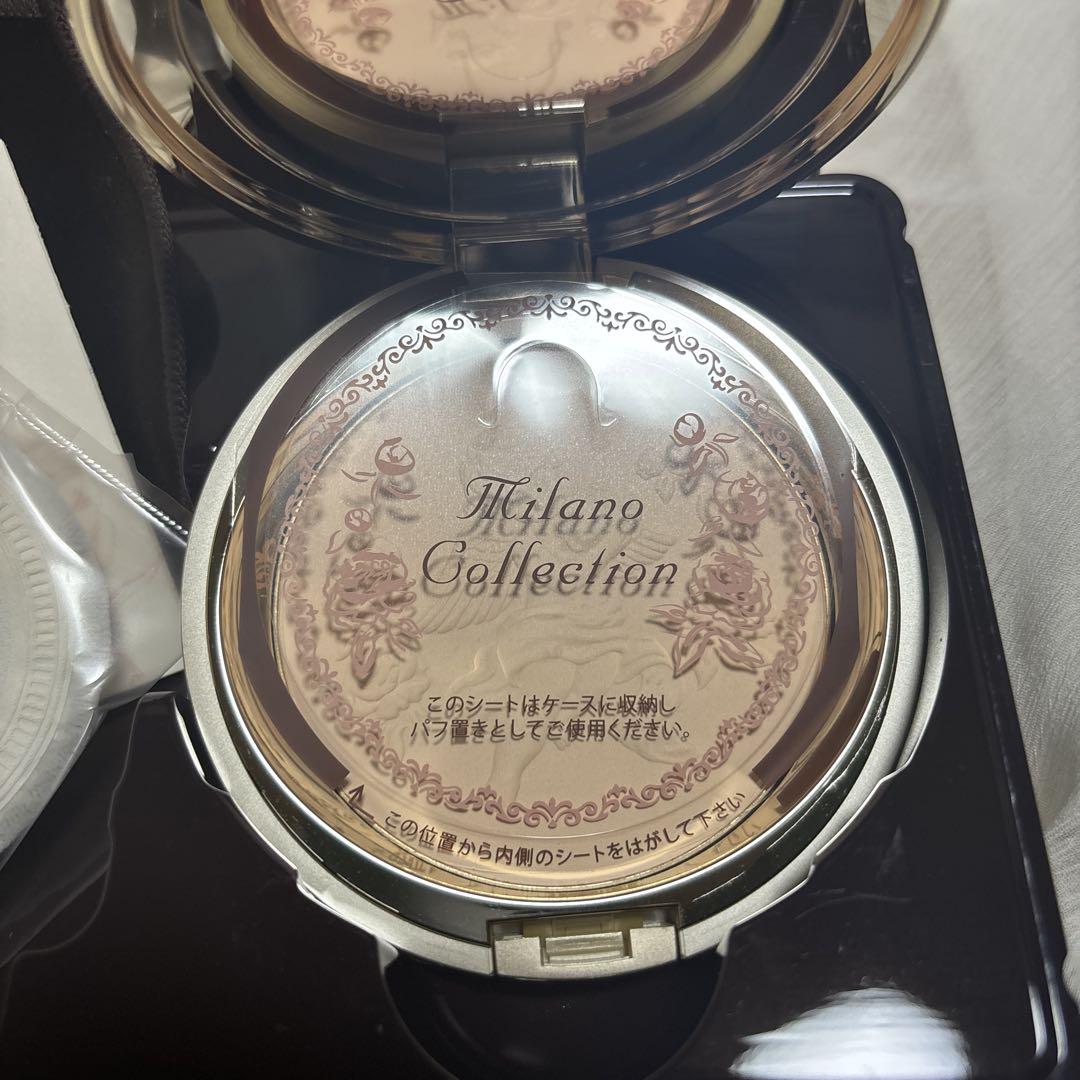 Milano
Collection
このシートはケースに収納し
パフ置きとしてご使用ください。
この位置から内側のシートをはがして下さい